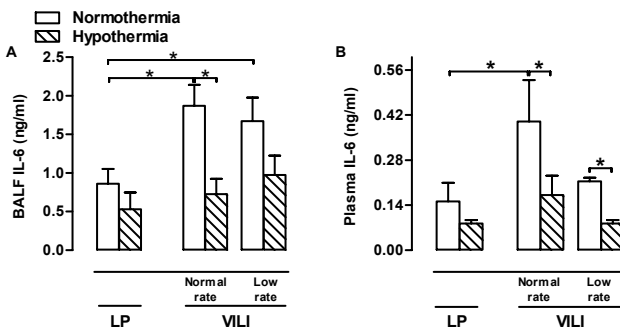 Normothermia
Hypothermia
A
BALF IL-6 (ng/ml)
2.5
2.0
1.5
1.0
0.5
0.0
*
*
*
Normal
rate
Low
rate
LP
VILI
B
Plasma IL-6 (ng/ml)
0.56
0.42
0.28
0.14
0.00
*
*
*
Normal
rate
Low
rate
LP
VILI